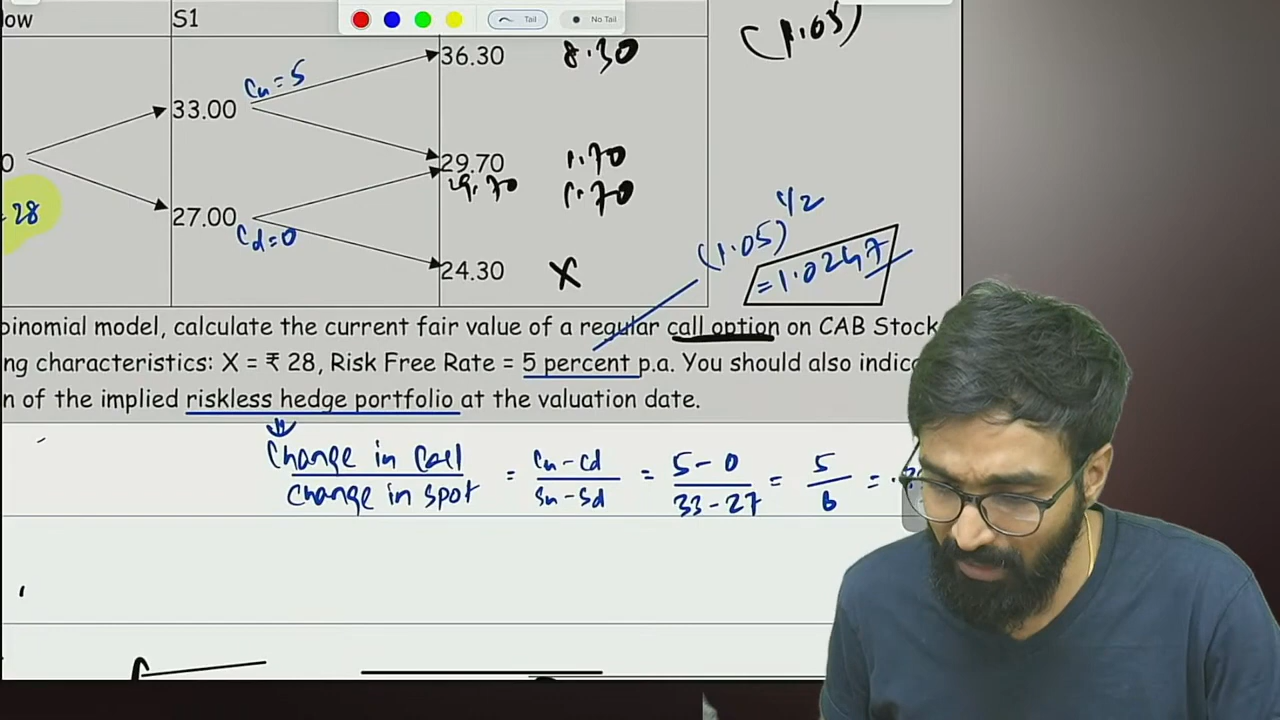 low S1
Tail No Tail
(1.05)
36.30 8.30
Cu = 5
33.00
0 29.70 1.70
29.70 1.70
= 28
27.00
Cd = 0
(1.05)^1/2
= 1.0247
24.30 X
binomial model, calculate the current fair value of a regular call option on CAB Stock
ng characteristics: X = ₹ 28, Risk Free Rate = 5 percent p.a. You should also indic
n of the implied riskless hedge portfolio at the valuation date.
Change in Call / Change in spot = Cu - Cd / Su - Sd = 5 - 0 / 33 - 27 = 5 / 6 =